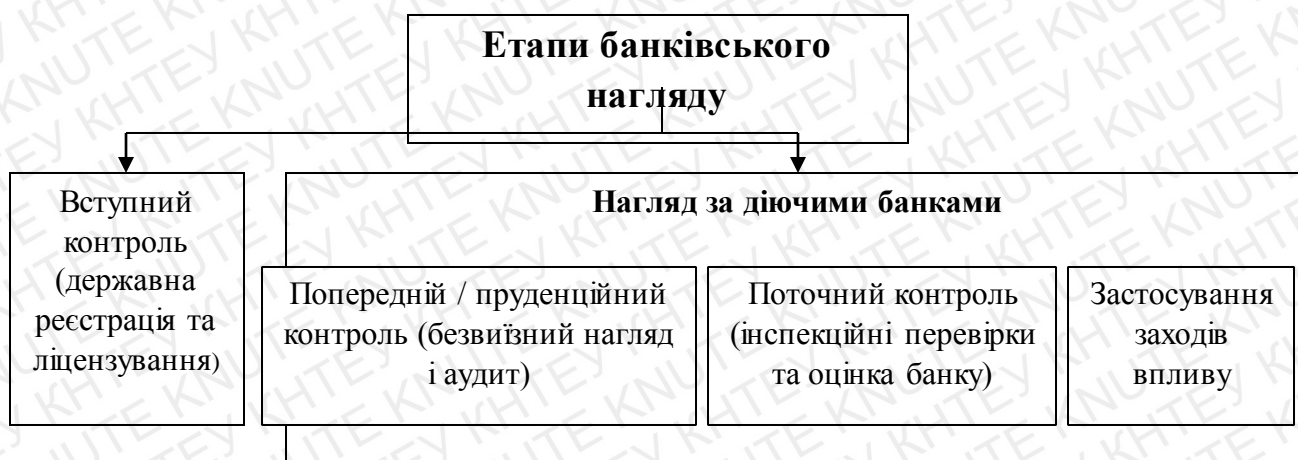 Етапи банківського
нагляду
Вступний
контроль
(державна
реєстрація та
ліцензування)
Нагляд за діючими банками
Попередній / пруденційний
контроль (безвиїзний нагляд
і аудит)
Поточний контроль
(інспекційні перевірки
та оцінка банку)
Застосування
заходів
впливу